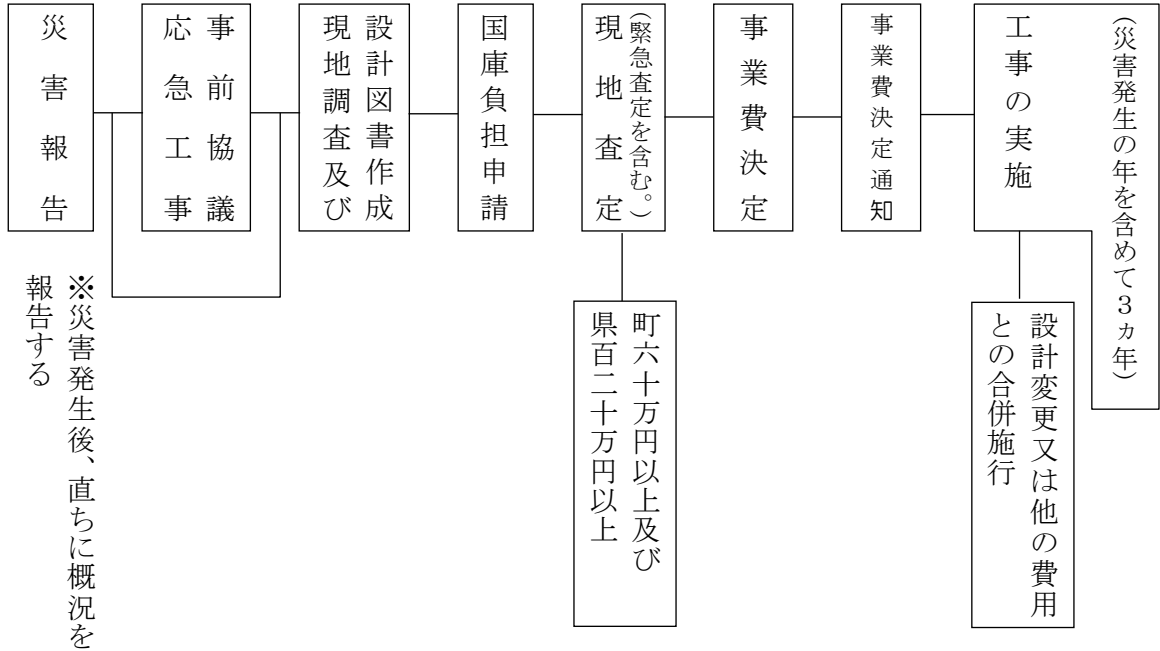 災害報告
※災害発生後、直ちに概況を
報告する
事前協議
応急工事
設計図書作成
現地調査及び
国庫負担申請
(緊急査定を含む。)
現地査定
町六十万円以上及び
県百二十万円以上
事業費決定
事業費決定通知
(災害発生の年を含めて3ヵ年)
工事の実施
設計変更又は他の費用
との合併施行